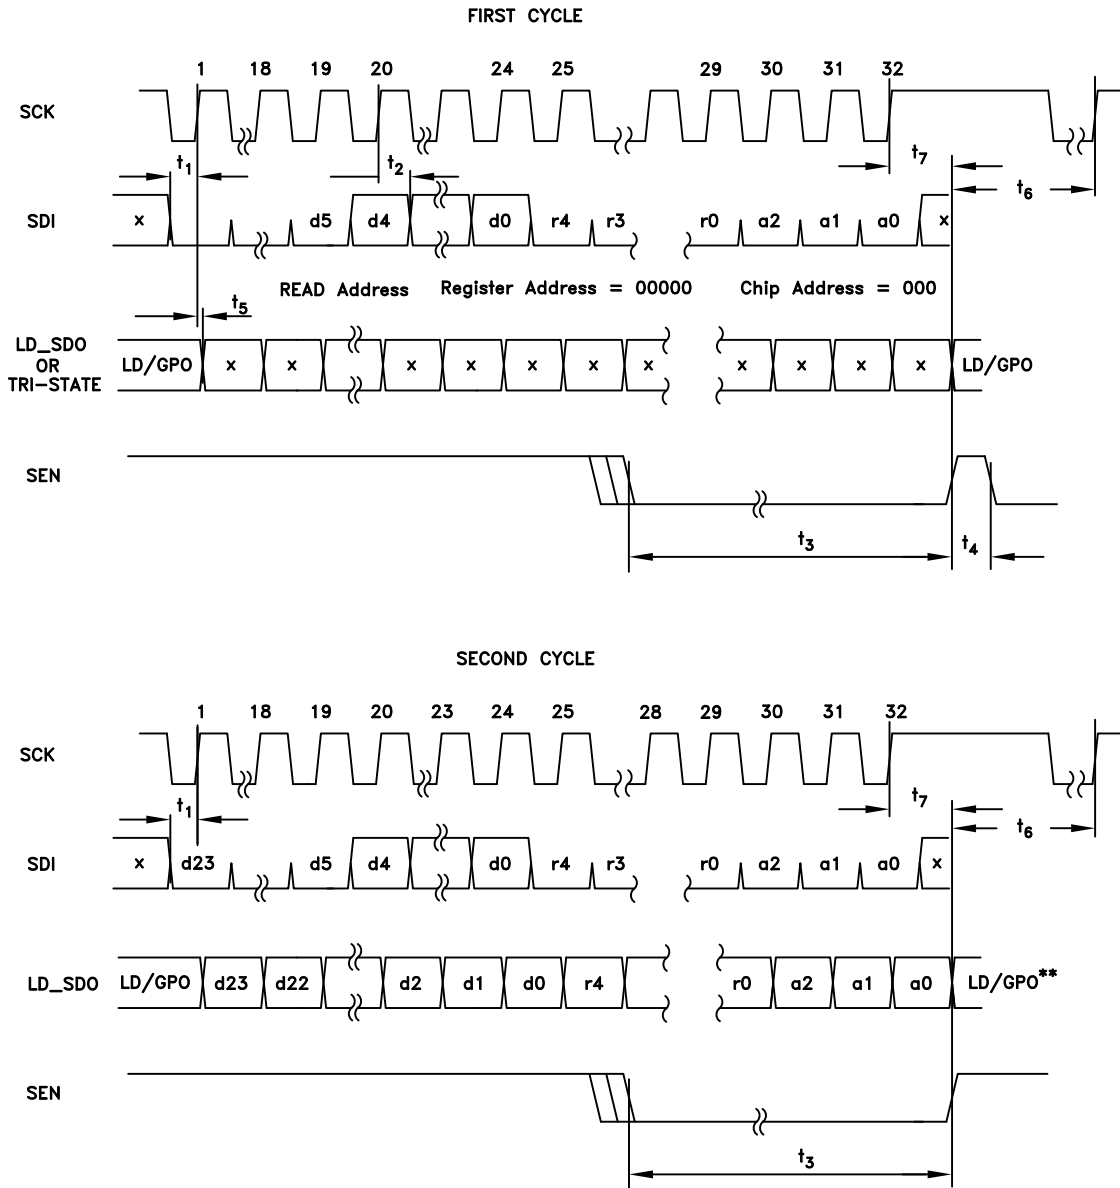 FIRST CYCLE
1 18 19 20 24 25 29 30 31 32
SCK
t1 t2 t7 t6
SDI x d5 d4 d0 r4 r3 r0 a2 a1 a0 x
READ Address Register Address = 00000 Chip Address = 000
t5
LD_SDO
OR
TRI-STATE
LD/GPO x x x x x x x x x x x LD/GPO
SEN
t3 t4
SECOND CYCLE
1 18 19 20 23 24 25 28 29 30 31 32
SCK
t1 t7 t6
SDI x d23 d5 d4 d0 r4 r3 r0 a2 a1 a0 x
LD_SDO LD/GPO d23 d22 d2 d1 d0 r4 r0 a2 a1 a0 LD/GPO**
SEN
t3